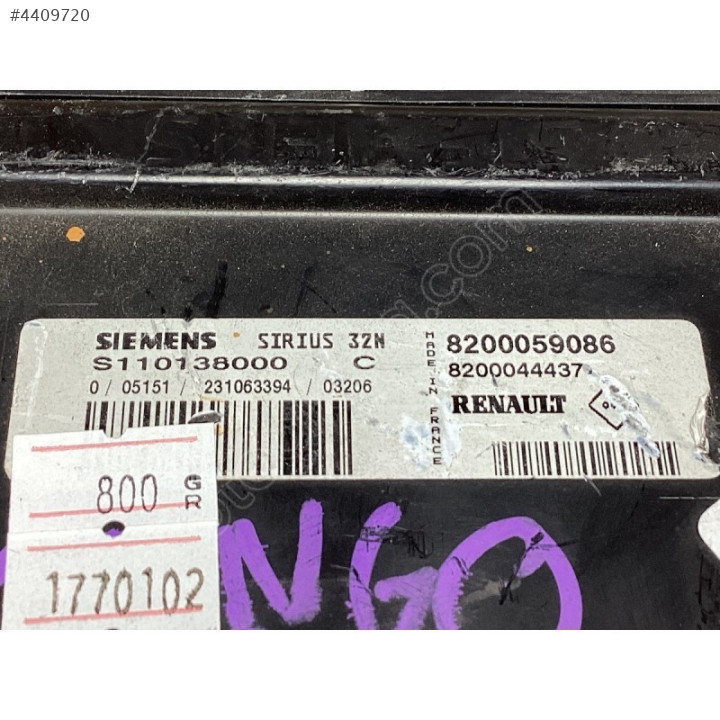 #4409720
SIEMENS SIRIUS 32N
S110138000 C
0 / 05151 / 231063394 / 03206
MADE IN FRANCE
8200059086
8200044437
RENAULT
800 GR
1770102
NGO